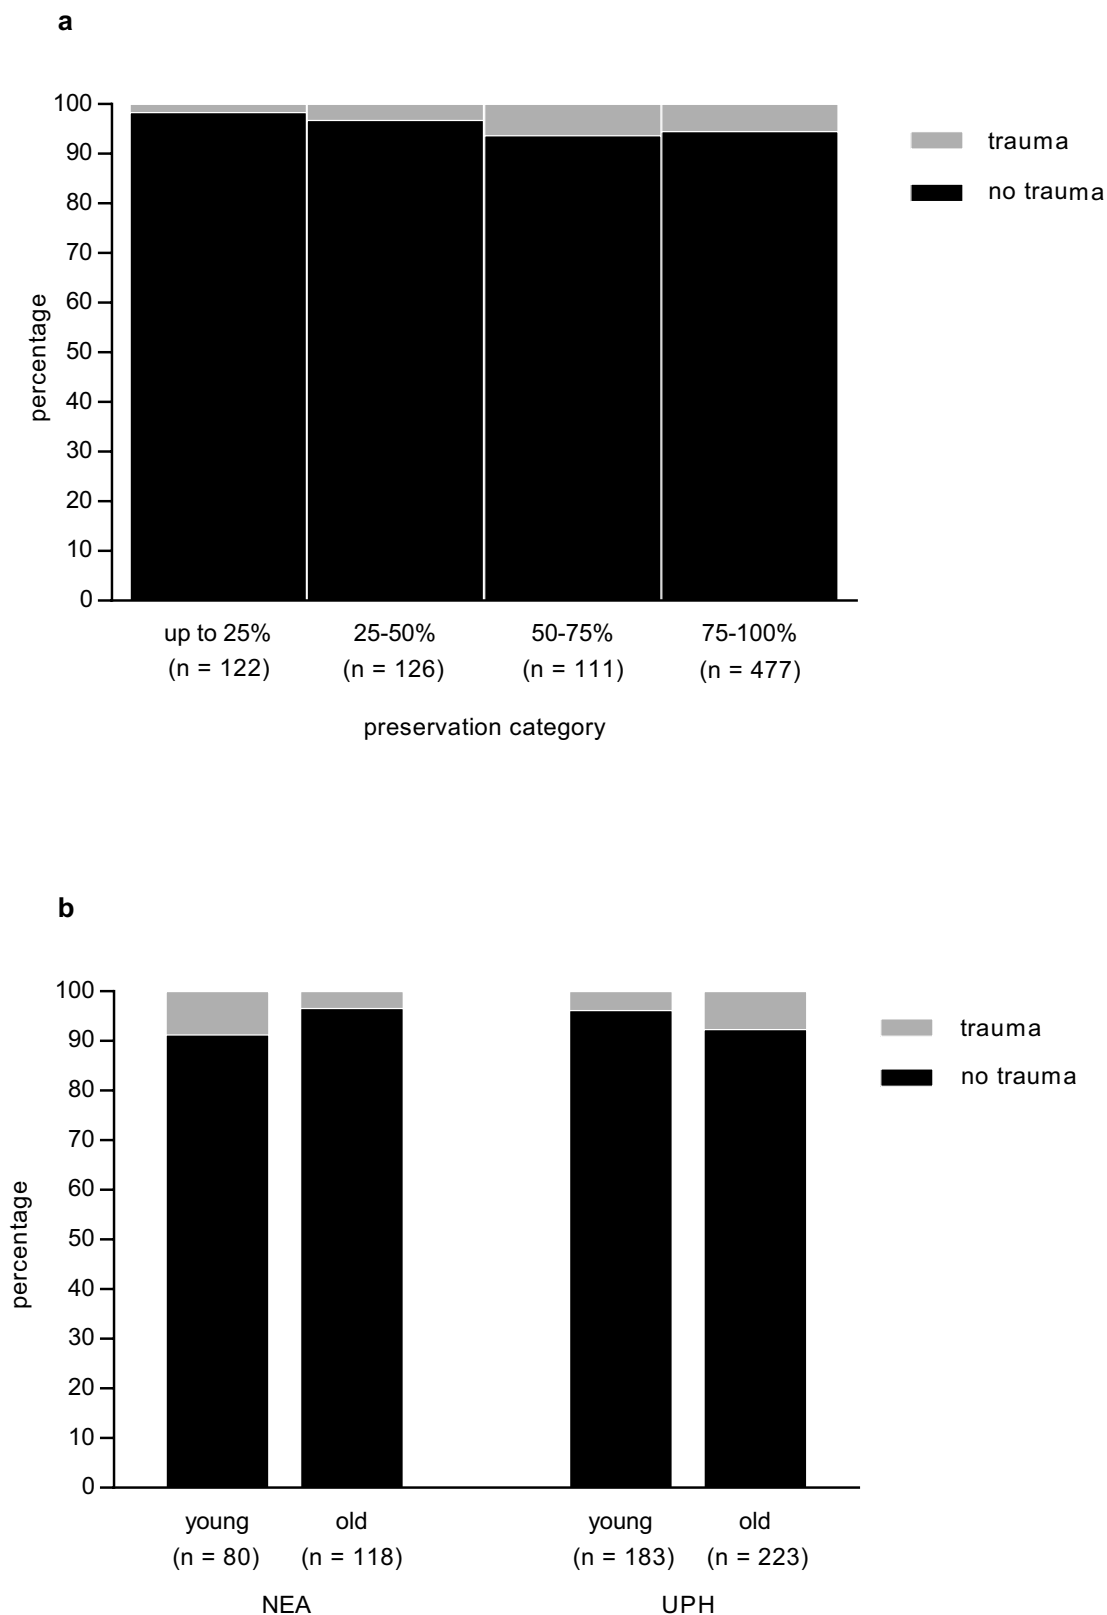 a
100
90
80
70
60
50
40
30
20
10
0
percentage
trauma
no trauma
up to 25% 25-50% 50-75% 75-100%
(n = 122) (n = 126) (n = 111) (n = 477)
preservation category
b
100
90
80
70
60
50
40
30
20
10
0
percentage
trauma
no trauma
young old young old
(n = 80) (n = 118) (n = 183) (n = 223)
NEA UPH